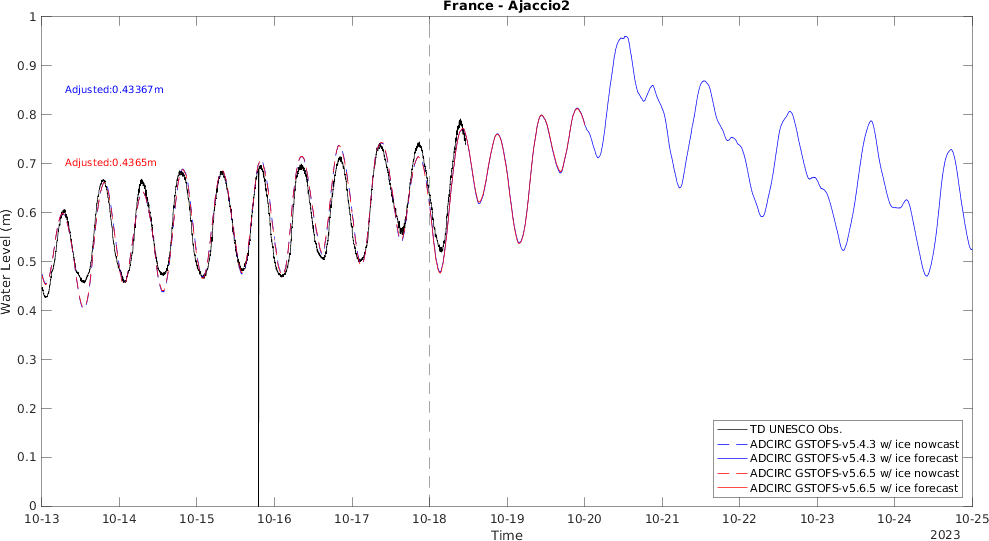 France - Ajaccio2
1
0.9
0.8
0.7
0.6
0.5
0.4
0.3
0.2
0.1
0
Water Level (m)
Adjusted:0.43367m
Adjusted:0.4365m
TD UNESCO Obs.
ADCIRC GSTOFS-v5.4.3 w/ ice nowcast
ADCIRC GSTOFS-v5.4.3 w/ ice forecast
ADCIRC GSTOFS-v5.6.5 w/ ice nowcast
ADCIRC GSTOFS-v5.6.5 w/ ice forecast
10-13 10-14 10-15 10-16 10-17 10-18 10-19 10-20 10-21 10-22 10-23 10-24 10-25
Time
2023